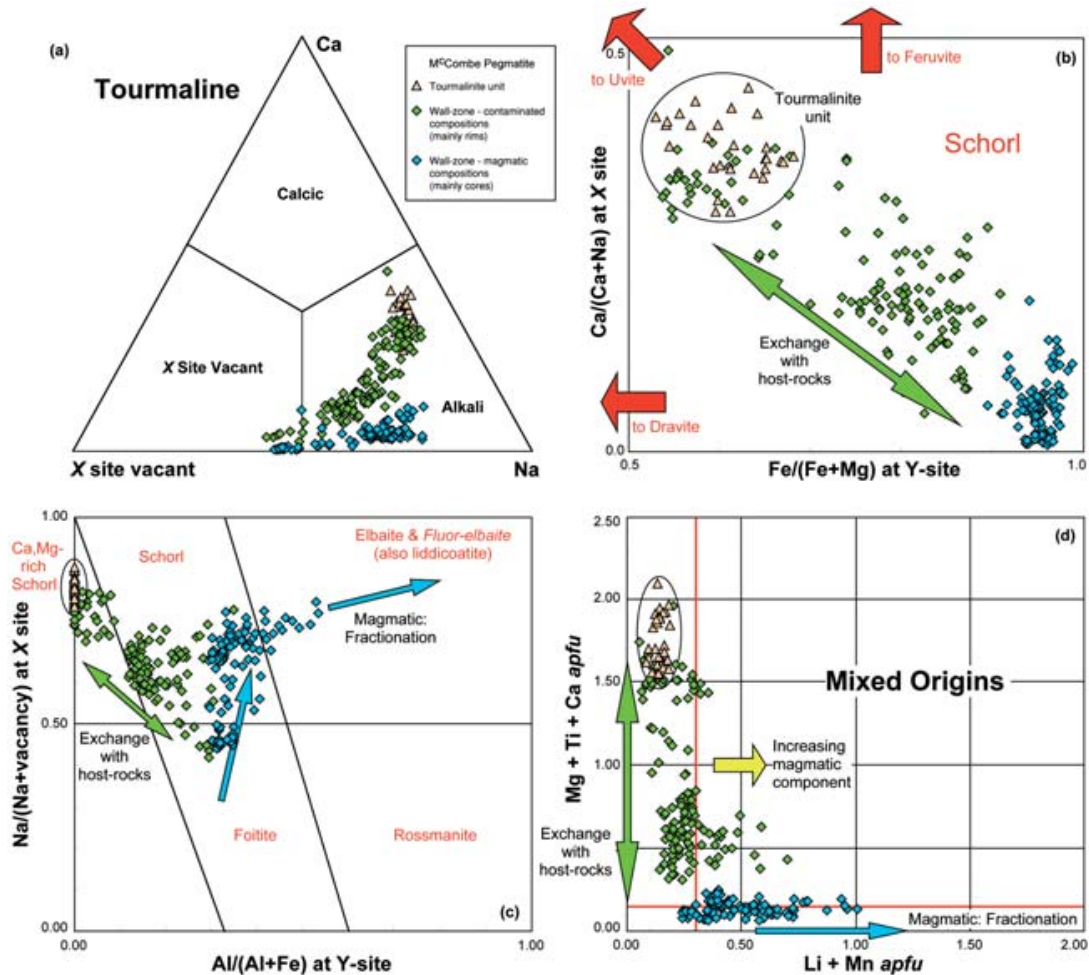 (a)
Ca
Tourmaline
MᶜCombe Pegmatite
Tourmalinite unit
Wall-zone - contaminated
compositions
(mainly rims)
Wall-zone - magmatic
compositions
(mainly cores)
Calcic
X Site Vacant
Alkali
X site vacant
Na
(b)
0.5
to Uvite
to Feruvite
Tourmalinite
unit
Schorl
Ca/(Ca+Na) at X site
Exchange
with
host-rocks
to Dravite
0.0
0.5
Fe/(Fe+Mg) at Y-site
1.0
1.00
Ca,Mg-
rich
Schorl
Schorl
Elbaite & Fluor-elbaite
(also liddicoatite)
Magmatic:
Fractionation
Na/(Na+vacancy) at X site
0.50
Exchange
with
host-rocks
Foitite
Rossmanite
(c)
0.00
0.00
Al/(Al+Fe) at Y-site
1.00
2.50
(d)
2.00
Mixed Origins
1.50
Mg + Ti + Ca apfu
Increasing
magmatic
component
1.00
Exchange
with
host-rocks
Magmatic: Fractionation
0.00
0.00
0.50
1.00
1.50
2.00
Li + Mn apfu